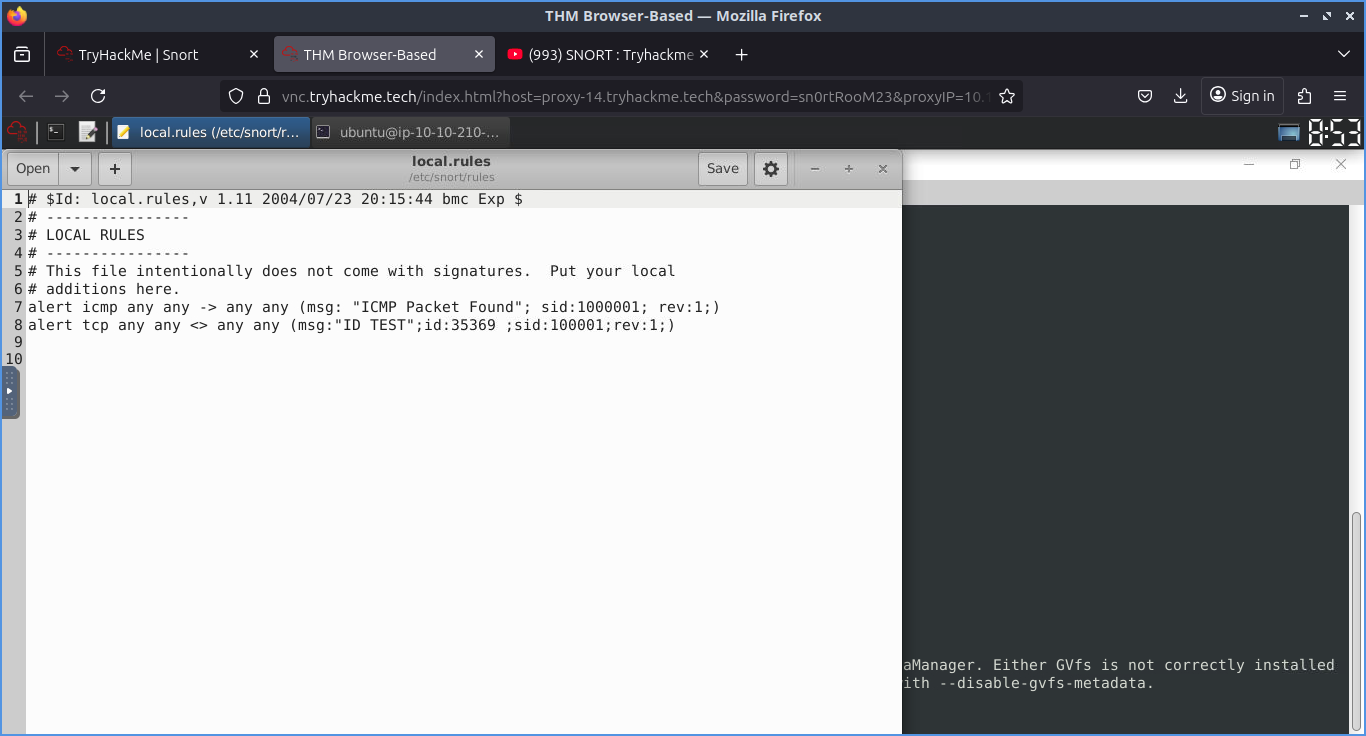 THM Browser-Based — Mozilla Firefox
TryHackMe | Snort
THM Browser-Based
(993) SNORT : Tryhackme
vnc.tryhackme.tech/index.html?host=proxy-14.tryhackme.tech&password=sn0rtRooM23&proxyIP=10.1
Sign in
local.rules (/etc/snort/r...
ubuntu@ip-10-10-210-...
8:53
Open
local.rules
/etc/snort/rules
Save
1 # $Id: local.rules,v 1.11 2004/07/23 20:15:44 bmc Exp $
2 # ----------------
3 # LOCAL RULES
4 # ----------------
5 # This file intentionally does not come with signatures.  Put your local
6 # additions here.
7 alert icmp any any -> any any (msg: "ICMP Packet Found"; sid:1000001; rev:1;)
8 alert tcp any any <> any any (msg:"ID TEST";id:35369 ;sid:100001;rev:1;)
9
10
aManager. Either GVfs is not correctly installed
ith --disable-gvfs-metadata.